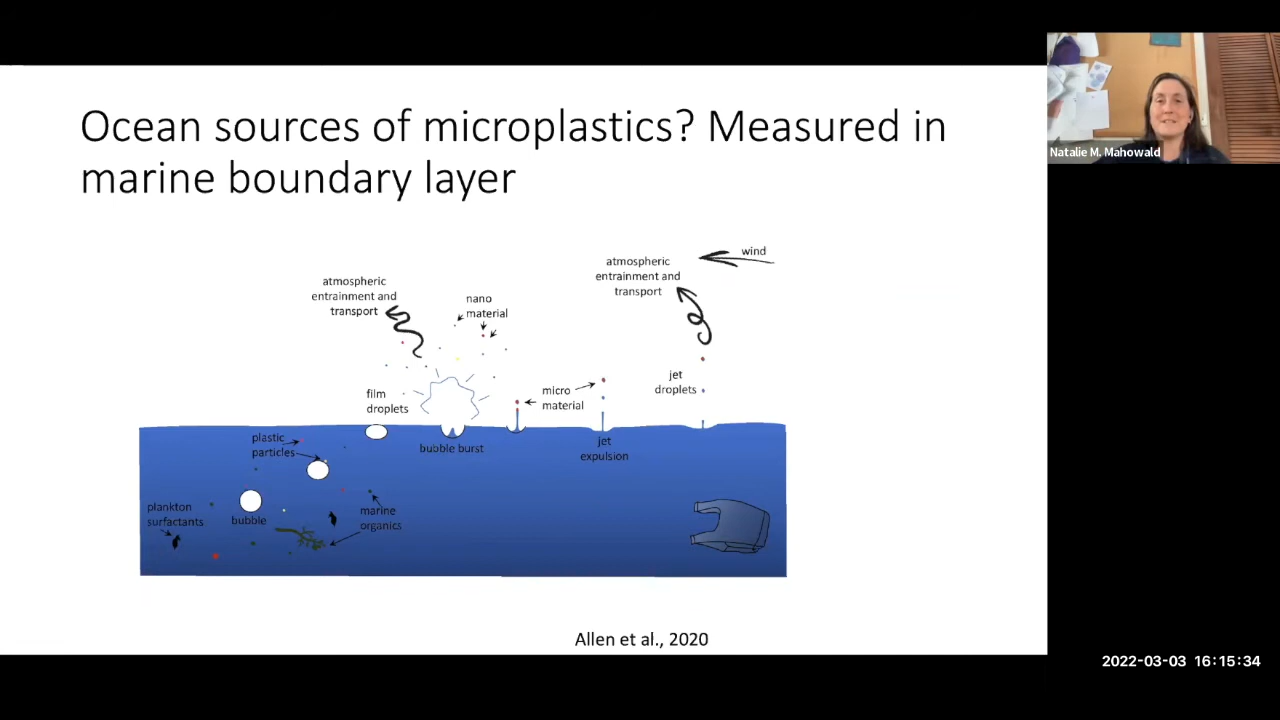 Ocean sources of microplastics? Measured in
marine boundary layer
Natalie M. Mahowald
wind
atmospheric
entrainment and
transport
atmospheric
entrainment and
transport
nano
material
film
droplets
micro
material
jet
droplets
bubble burst
jet
expulsion
plastic
particles
plankton
surfactants
bubble
marine
organics
Allen et al., 2020
2022-03-03 16:15:34